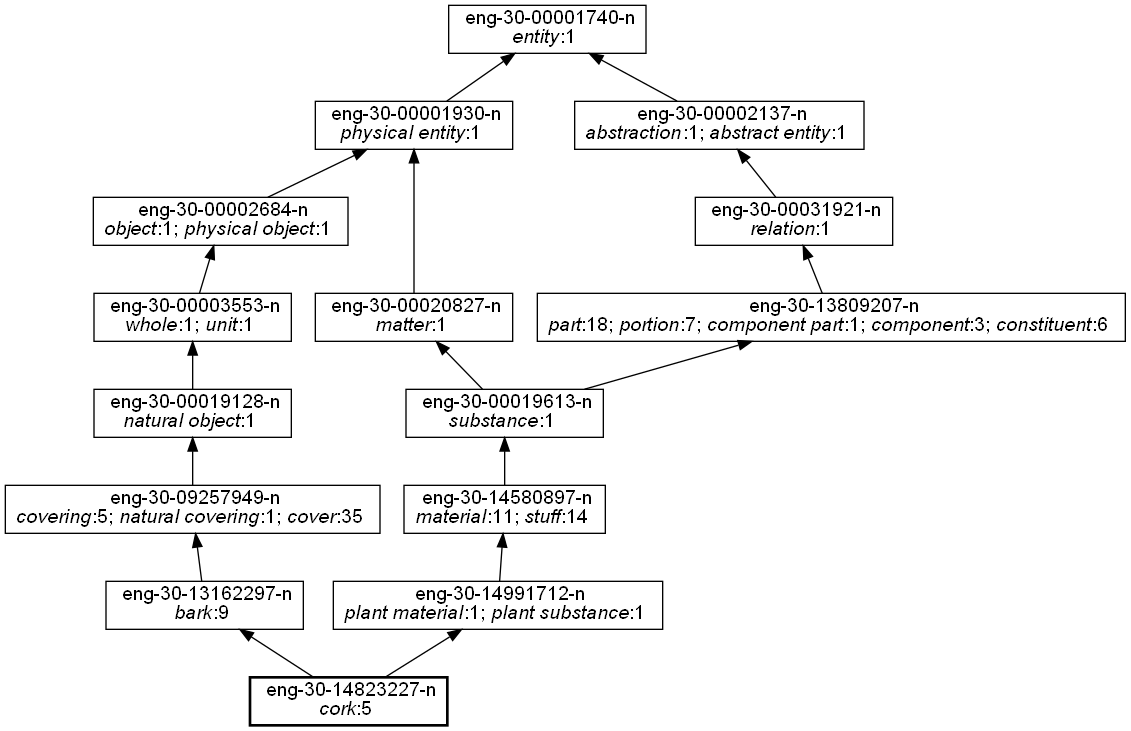 eng-30-00001740-n
entity:1
eng-30-00001930-n
physical entity:1
eng-30-00002137-n
abstraction:1; abstract entity:1
eng-30-00002684-n
object:1; physical object:1
eng-30-00031921-n
relation:1
eng-30-00003553-n
whole:1; unit:1
eng-30-00020827-n
matter:1
eng-30-13809207-n
part:18; portion:7; component part:1; component:3; constituent:6
eng-30-00019128-n
natural object:1
eng-30-00019613-n
substance:1
eng-30-09257949-n
covering:5; natural covering:1; cover:35
eng-30-14580897-n
material:11; stuff:14
eng-30-13162297-n
bark:9
eng-30-14991712-n
plant material:1; plant substance:1
eng-30-14823227-n
cork:5